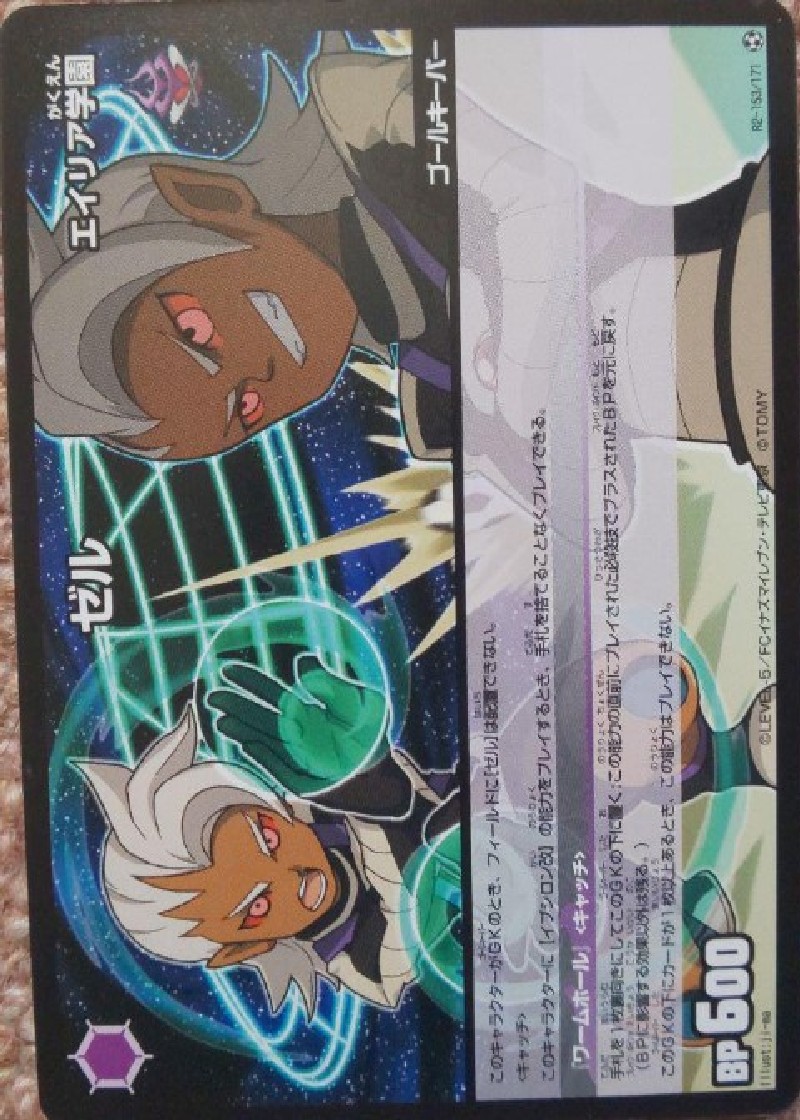 ゼル
がくえん
エイリア学園
ゴールキーパー
このキャラクターがGKのとき、フィールドに[ゼル]は配置できない。
<キャッチ>
このキャラクターに【イプシロン改】の能力をプレイするとき、手札を捨てることなくプレイできる。
「ワームホール」<キャッチ>
手札を1枚裏向きにしてこのGKの下に置く:この能力の直前にプレイされた必殺技でプラスされたBPを元に戻す。
(BPに影響する効果以外は残る。)
このGKの下にカードが1枚以上あるとき、この能力はプレイできない。
BP600
©LEVEL-5/FCイナズマイレブン・テレビ東京 ©TOMY
R2-153/171